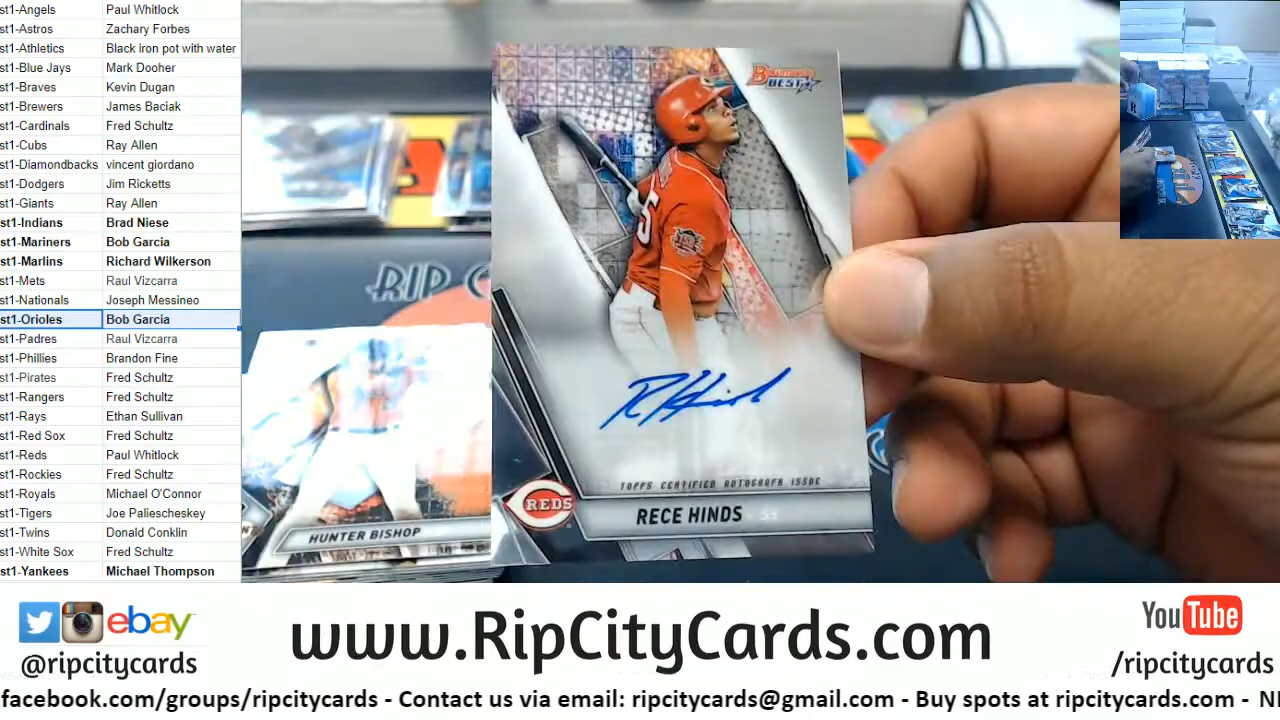 st1-Angels Paul Whitlock
st1-Astros Zachary Forbes
st1-Athletics Black iron pot with water
st1-Blue Jays Mark Dooher
st1-Braves Kevin Dugan
st1-Brewers James Baciak
st1-Cardinals Fred Schultz
st1-Cubs Ray Allen
st1-Diamondbacks vincent giordano
st1-Dodgers Jim Ricketts
st1-Giants Ray Allen
st1-Indians Brad Niese
st1-Mariners Bob Garcia
st1-Marlins Richard Wilkerson
st1-Mets Raul Vizcarra
st1-Nationals Joseph Messineo
st1-Orioles Bob Garcia
st1-Padres Raul Vizcarra
st1-Phillies Brandon Fine
st1-Pirates Fred Schultz
st1-Rangers Fred Schultz
st1-Rays Ethan Sullivan
st1-Red Sox Fred Schultz
st1-Reds Paul Whitlock
st1-Rockies Fred Schultz
st1-Royals Michael O'Connor
st1-Tigers Joe Paliescheskey
st1-Twins Donald Conklin
st1-White Sox Fred Schultz
st1-Yankees Michael Thompson
BOWMAN'S
BEST
RIP C
5
R Hinds
TOPPS CERTIFIED AUTOGRAPH ISSUE
REDS
RECE HINDS SS
HUNTER BISHOP
ebay
@ripcitycards
www.RipCityCards.com
YouTube
/ripcitycards
facebook.com/groups/ripcitycards - Contact us via email: ripcitycards@gmail.com - Buy spots at ripcitycards.com -